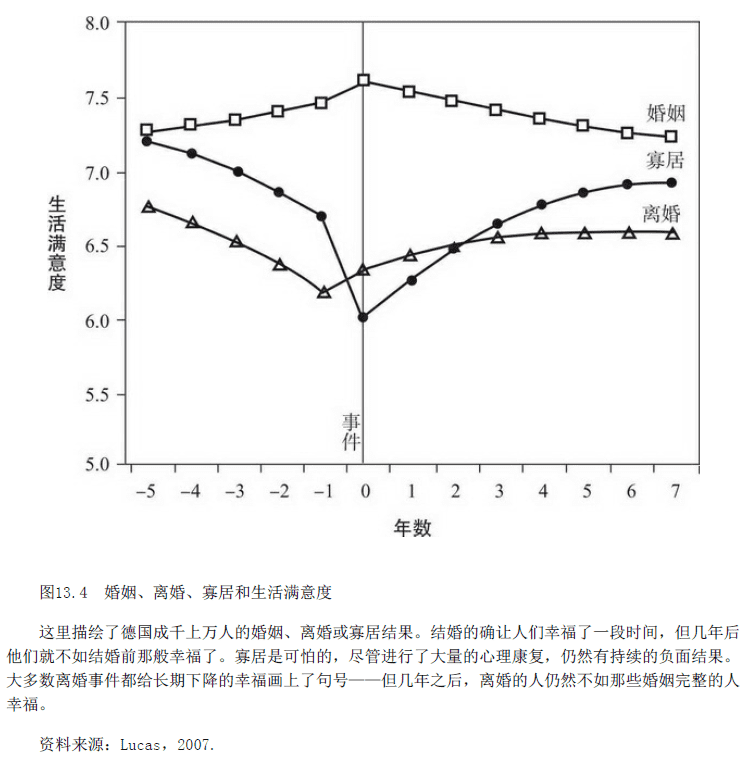 8.0
7.5
婚姻
寡居
7.0
离婚
生活满意度
6.5
6.0
5.5
事件
5.0
-5 -4 -3 -2 -1 0 1 2 3 4 5 6 7
年数
图13.4 婚姻、离婚、寡居和生活满意度
这里描绘了德国成千上万人的婚姻、离婚或寡居结果。结婚的确让人们幸福了一段时间，但几年后
他们就不如结婚前那般幸福了。寡居是可怕的，尽管进行了大量的心理康复，仍然有持续的负面结果。
大多数离婚事件都给长期下降的幸福画上了句号——但几年之后，离婚的人仍然不如那些婚姻完整的人
幸福。
资料来源：Lucas，2007.